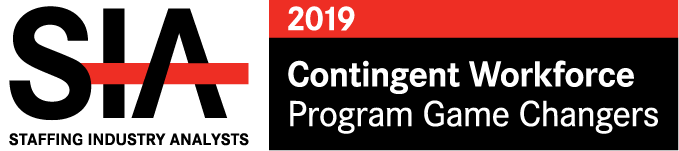 SIA
STAFFING INDUSTRY ANALYSTS
2019
Contingent Workforce
Program Game Changers